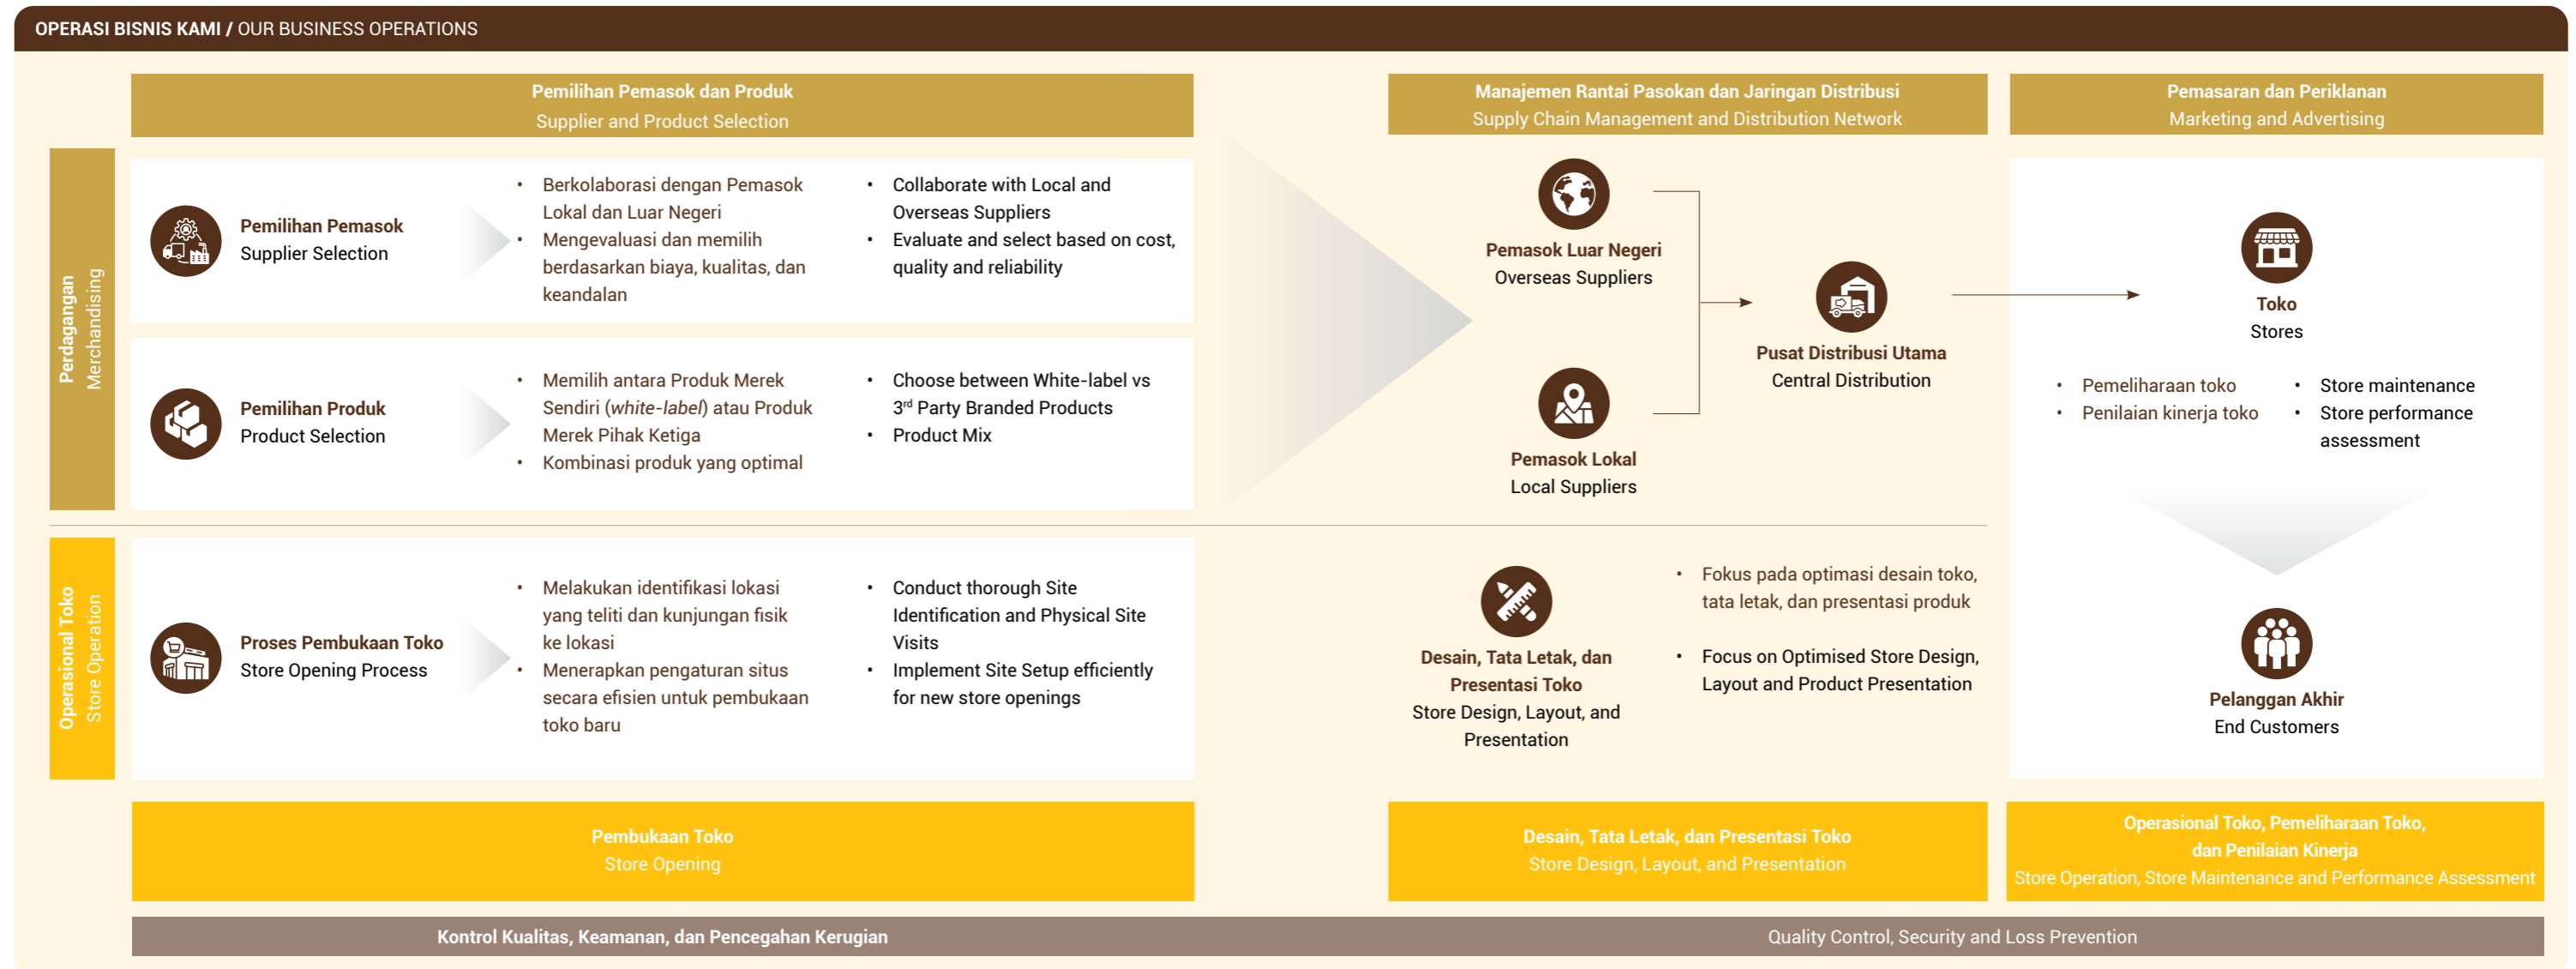 OPERASI BISNIS KAMI / OUR BUSINESS OPERATIONS
Pemilihan Pemasok dan Produk
Supplier and Product Selection
Manajemen Rantai Pasokan dan Jaringan Distribusi
Supply Chain Management and Distribution Network
Pemasaran dan Periklanan
Marketing and Advertising
Perdagangan
Merchandising
Pemilihan Pemasok
Supplier Selection
• Berkolaborasi dengan Pemasok
Lokal dan Luar Negeri
• Mengevaluasi dan memilih
berdasarkan biaya, kualitas, dan
keandalan
• Collaborate with Local and
Overseas Suppliers
• Evaluate and select based on cost,
quality and reliability
Pemilihan Produk
Product Selection
• Memilih antara Produk Merek
Sendiri (white-label) atau Produk
Merek Pihak Ketiga
• Kombinasi produk yang optimal
• Choose between White-label vs
3rd Party Branded Products
• Product Mix
Pemasok Luar Negeri
Overseas Suppliers
Pemasok Lokal
Local Suppliers
Pusat Distribusi Utama
Central Distribution
Toko
Stores
• Pemeliharaan toko
• Penilaian kinerja toko
• Store maintenance
• Store performance
assessment
Operasional Toko
Store Operation
Proses Pembukaan Toko
Store Opening Process
• Melakukan identifikasi lokasi
yang teliti dan kunjungan fisik
ke lokasi
• Menerapkan pengaturan situs
secara efisien untuk pembukaan
toko baru
• Conduct thorough Site
Identification and Physical Site
Visits
• Implement Site Setup efficiently
for new store openings
Desain, Tata Letak, dan
Presentasi Toko
Store Design, Layout, and
Presentation
• Fokus pada optimasi desain toko,
tata letak, dan presentasi produk
• Focus on Optimised Store Design,
Layout and Product Presentation
Pelanggan Akhir
End Customers
Pembukaan Toko
Store Opening
Desain, Tata Letak, dan Presentasi Toko
Store Design, Layout, and Presentation
Operasional Toko, Pemeliharaan Toko,
dan Penilaian Kinerja
Store Operation, Store Maintenance and Performance Assessment
Kontrol Kualitas, Keamanan, dan Pencegahan Kerugian
Quality Control, Security and Loss Prevention